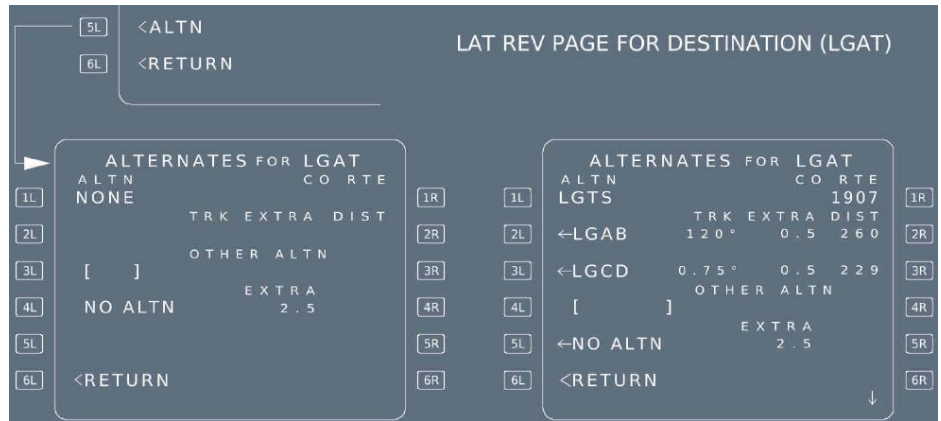 5L <ALTN
LAT REV PAGE FOR DESTINATION (LGAT)
6L <RETURN
ALTERNATES FOR LGAT
ALTN CO RTE
1L NONE 1R
TRK EXTRA DIST
2L 2R
OTHER ALTN
3L [ ] 3R
EXTRA
4L NO ALTN 2.5 4R
5L 5R
6L <RETURN 6R
ALTERNATES FOR LGAT
ALTN CO RTE
1L LGTS 1907 1R
TRK EXTRA DIST
2L ←LGAB 120° 0.5 260 2R
3L ←LGCD 0.75° 0.5 229 3R
OTHER ALTN
4L [ ] 4R
EXTRA
5L ←NO ALTN 2.5 5R
6L <RETURN ↓ 6R